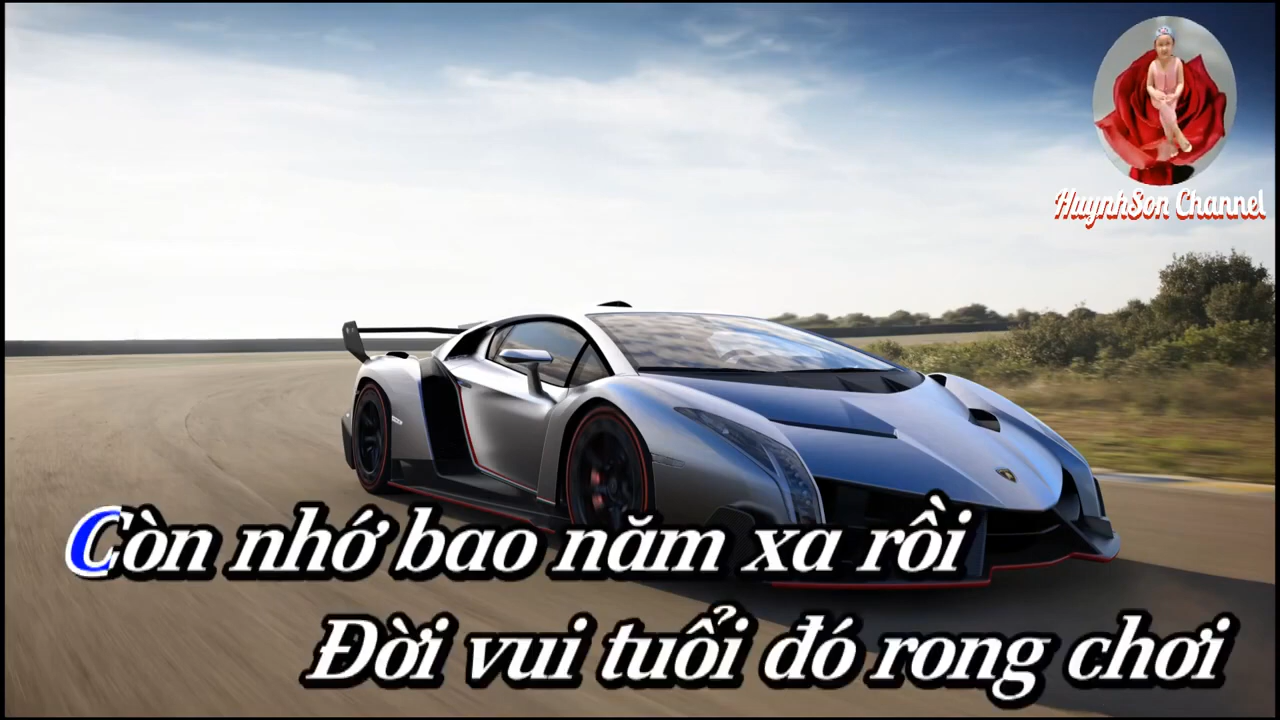 HuynhSon Channel
Còn nhớ bao năm xa rồi
Đời vui tuổi đó rong chơi